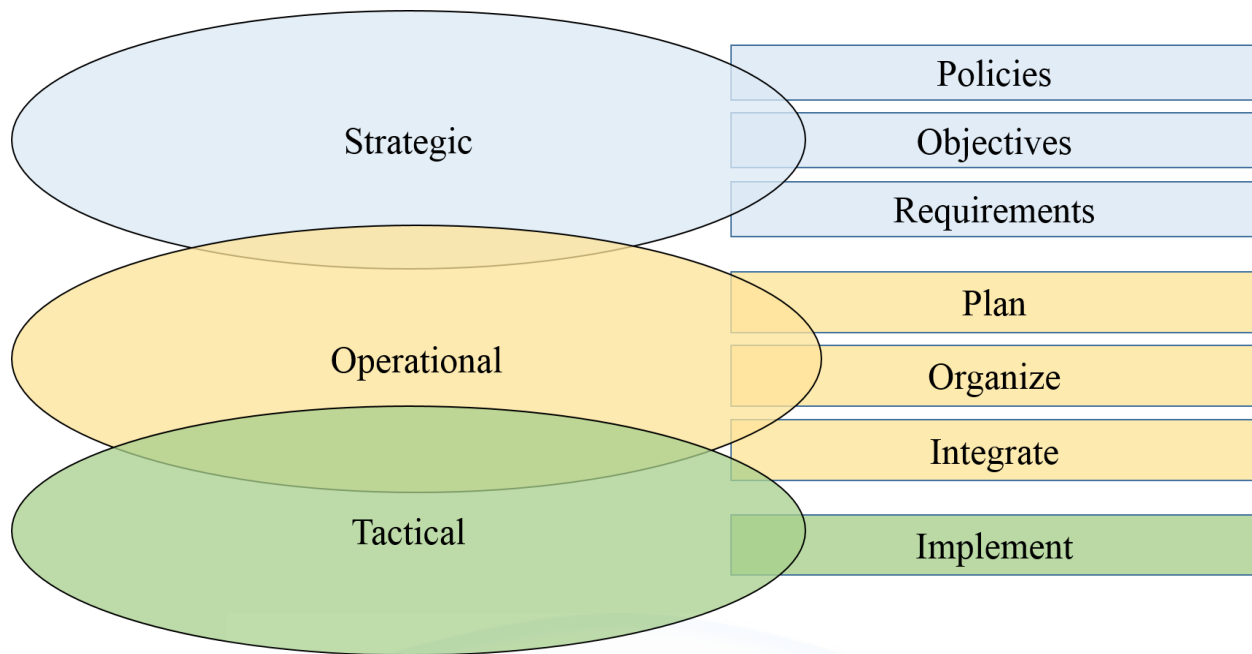 Strategic
Policies
Objectives
Requirements
Operational
Plan
Organize
Integrate
Tactical
Implement